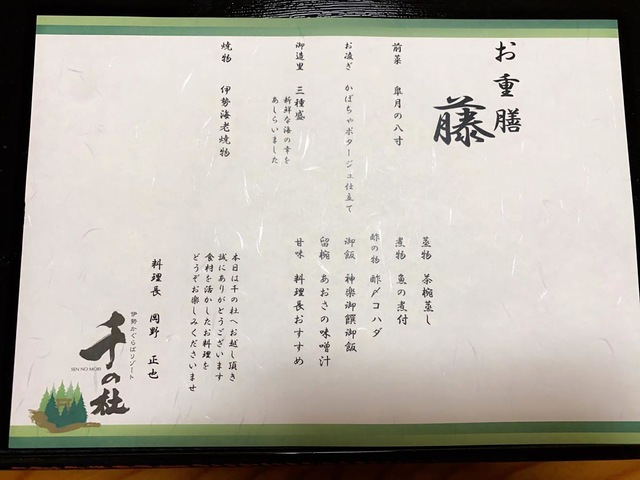 お重膳
藤
前菜　皐月の八寸
お凌ぎ　かぼちゃポタージュ仕立て
御造里　三種盛
新鮮な海の幸を
あしらいました
焼物　伊勢海老焼物
蒸物　茶椀蒸し
煮物　魚の煮付
酢の物　酢〆コハダ
御飯　神楽御饌御飯
留椀　あおさの味噌汁
甘味　料理長おすすめ
本日は千の杜へお越し頂き
誠にありがとうございます
食材を活かしたお料理を
どうぞお楽しみくださいませ
料理長　岡野　正也
伊勢かぐらばリゾート
千の杜
SEN NO MORI